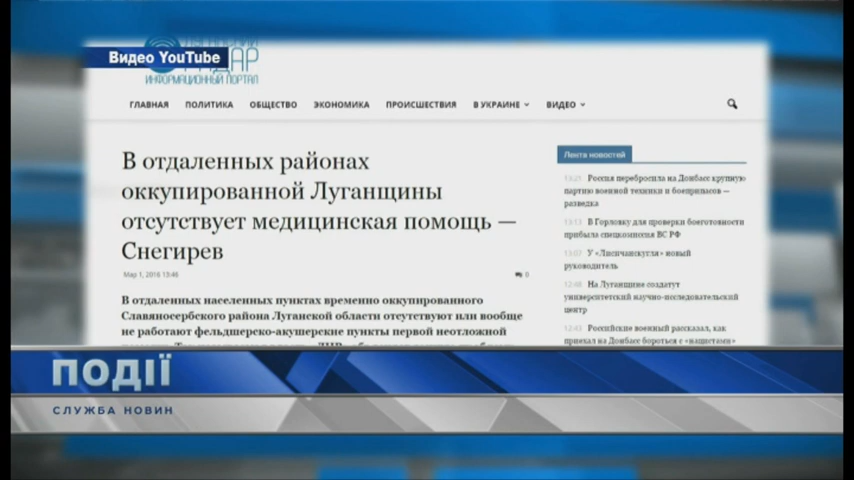 Видео YouTube
ИНФОРМАЦИОННЫЙ ПОРТАЛ
ГЛАВНАЯ ПОЛИТИКА ОБЩЕСТВО ЭКОНОМИКА ПРОИСШЕСТВИЯ В УКРАИНЕ ВИДЕО
В отдаленных районах
оккупированной Луганщины
отсутствует медицинская помощь —
Снегирев
Мар 1, 2016 13:46
0
В отдаленных населенных пунктах временно оккупированного
Славяносербского района Луганской области отсутствуют или вообще
не работают фельдшерско-акушерские пункты первой неотложной
Лента новостей
13:21 Россия перебросила на Донбасс крупную
партию военной техники и боеприпасов —
разведка
13:13 В Горловку для проверки боеготовности
прибыла спецкомиссия ВС РФ
13:07 У «Лисичанскугля» новый
руководитель
12:48 На Луганщине создадут
университетский научно-исследовательский
центр
12:43 Российские военный рассказал, как
приехал на Донбасс бороться с «нацистами»
ПОДІЇ
СЛУЖБА НОВИН